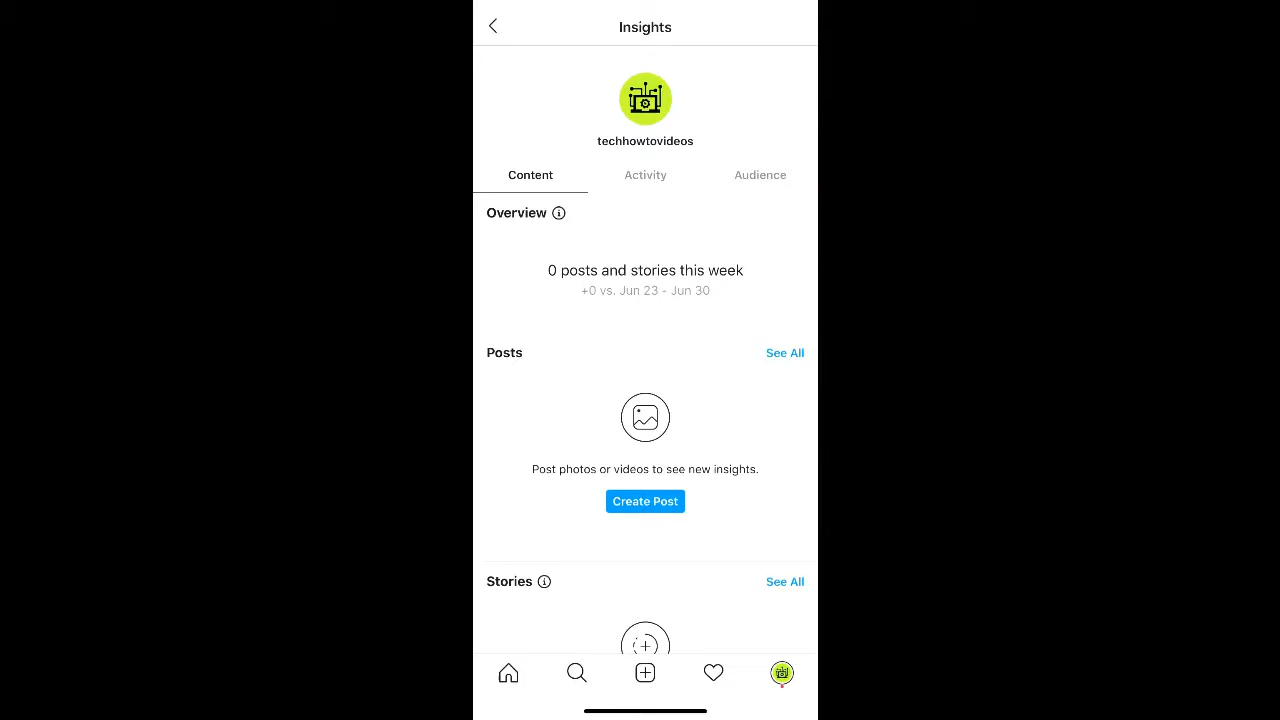 Insights
techhowtovideos
Content Activity Audience
Overview
0 posts and stories this week
+0 vs. Jun 23 - Jun 30
Posts See All
Post photos or videos to see new insights.
Create Post
Stories See All